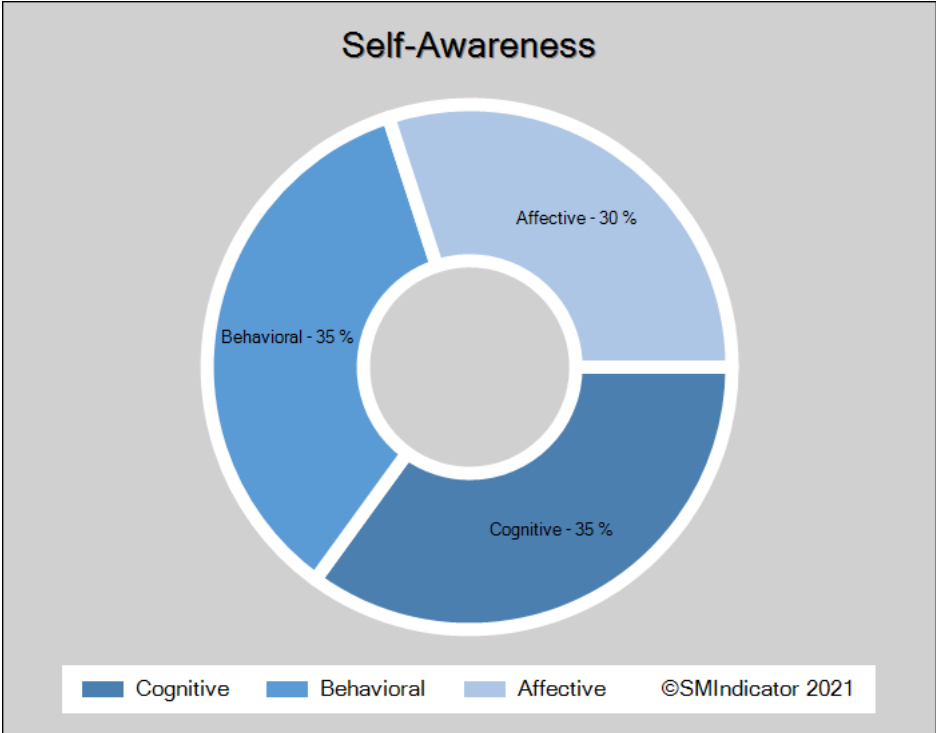 Self-Awareness
Affective - 30 %
Behavioral - 35 %
Cognitive - 35 %
Cognitive Behavioral Affective ©SMIndicator 2021